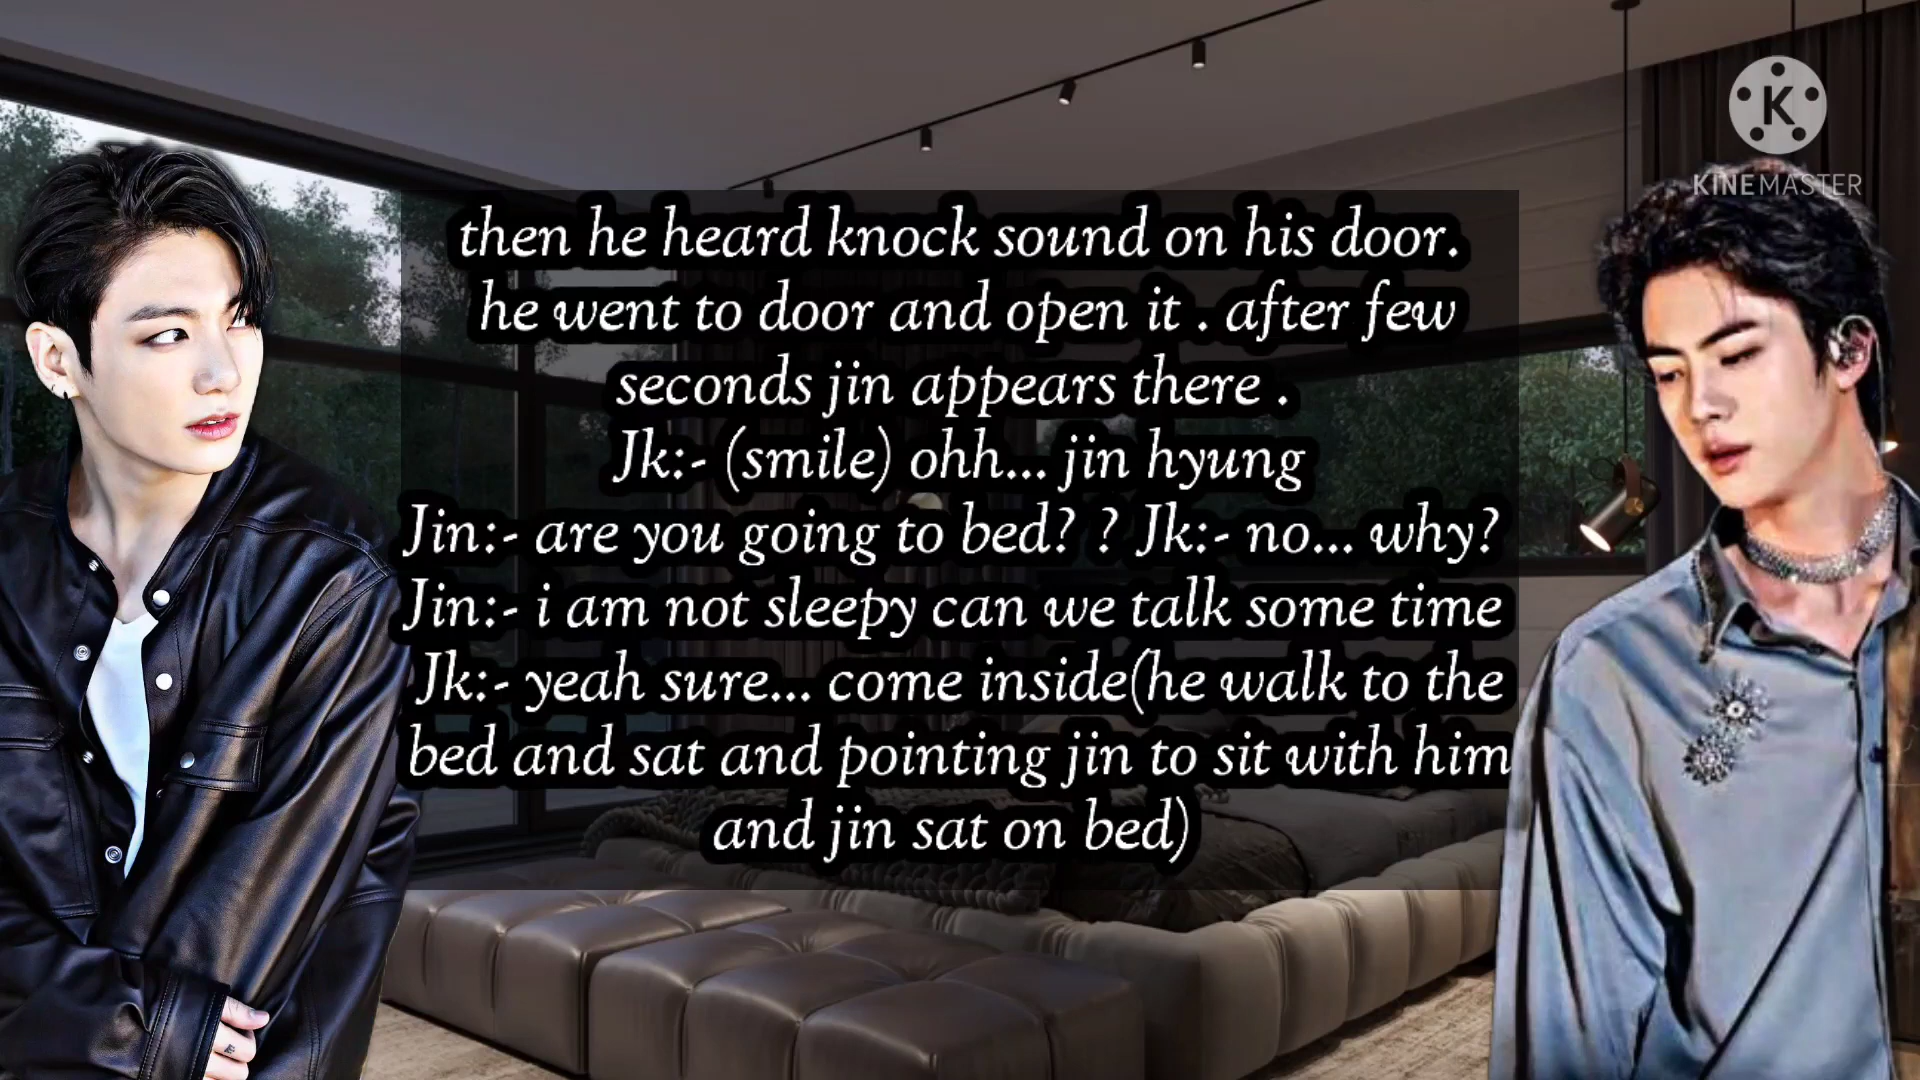 K
KINEMASTER
then he heard knock sound on his door.
he went to door and open it . after few
seconds jin appears there .
Jk:- (smile) ohh... jin hyung
Jin:- are you going to bed? ? Jk:- no... why?
Jin:- i am not sleepy can we talk some time
Jk:- yeah sure... come inside(he walk to the
bed and sat and pointing jin to sit with him
and jin sat on bed)